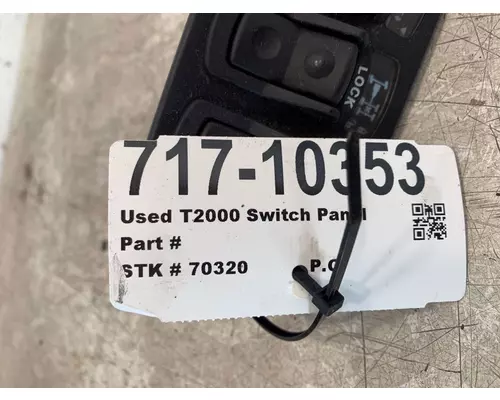 LOCK
717-10353
Used T2000 Switch Panel
Part #
STK # 70320 P.O